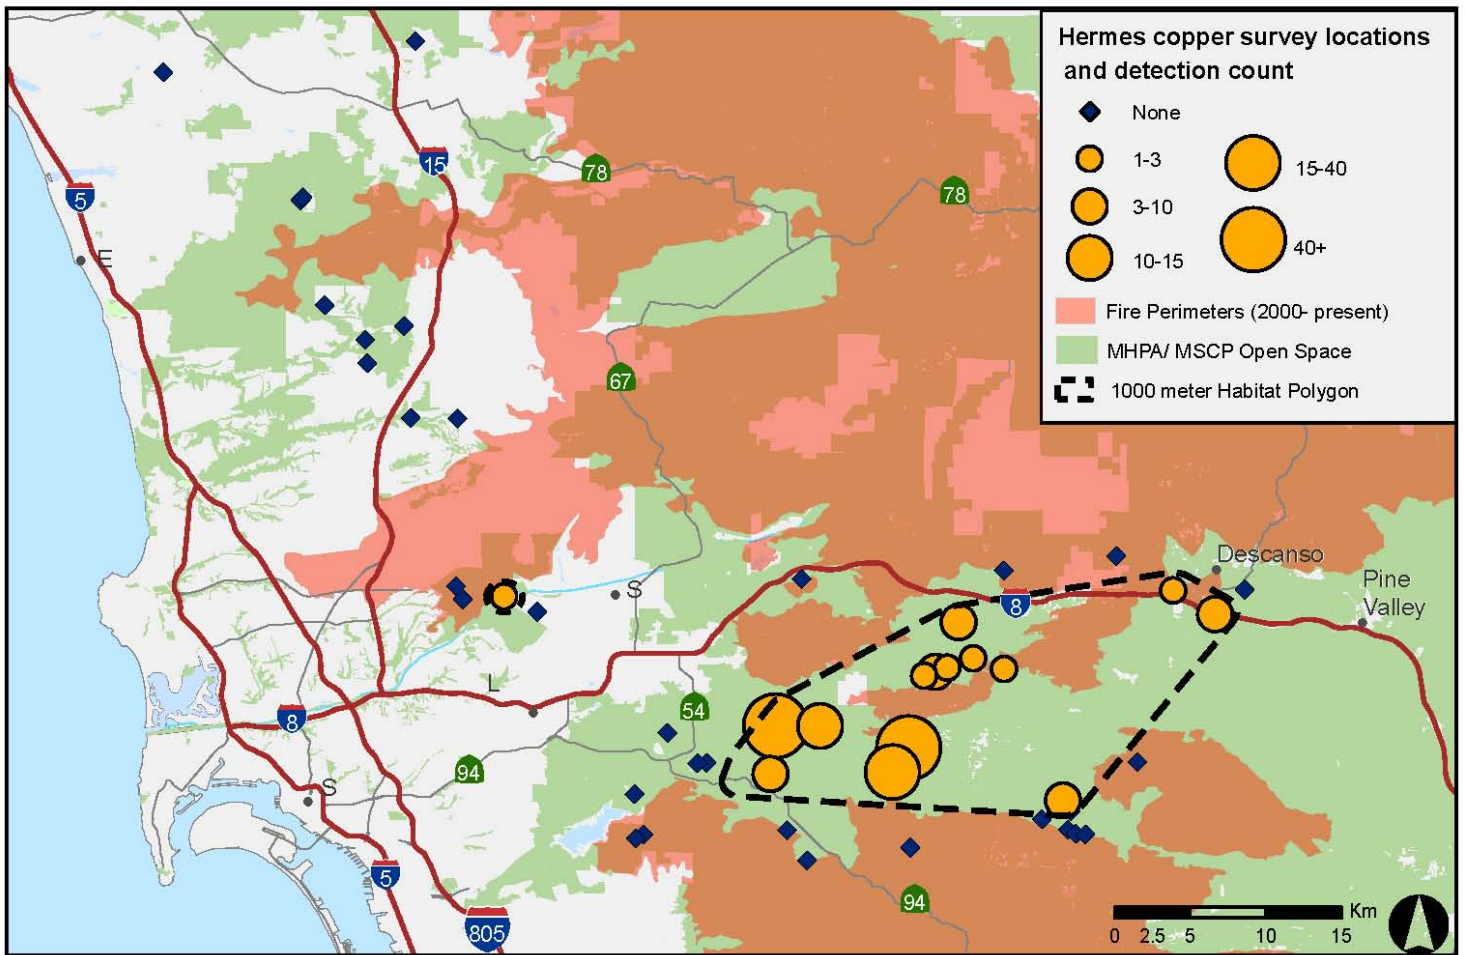 Hermes copper survey locations
and detection count
None
1-3
3-10
10-15
15-40
40+
Fire Perimeters (2000- present)
MHPA/ MSCP Open Space
1000 meter Habitat Polygon
15
78
78
5
E
67
Descanso
Pine
Valley
S
8
L
54
8
94
S
5
94
805
Km
0 2.5 5 10 15